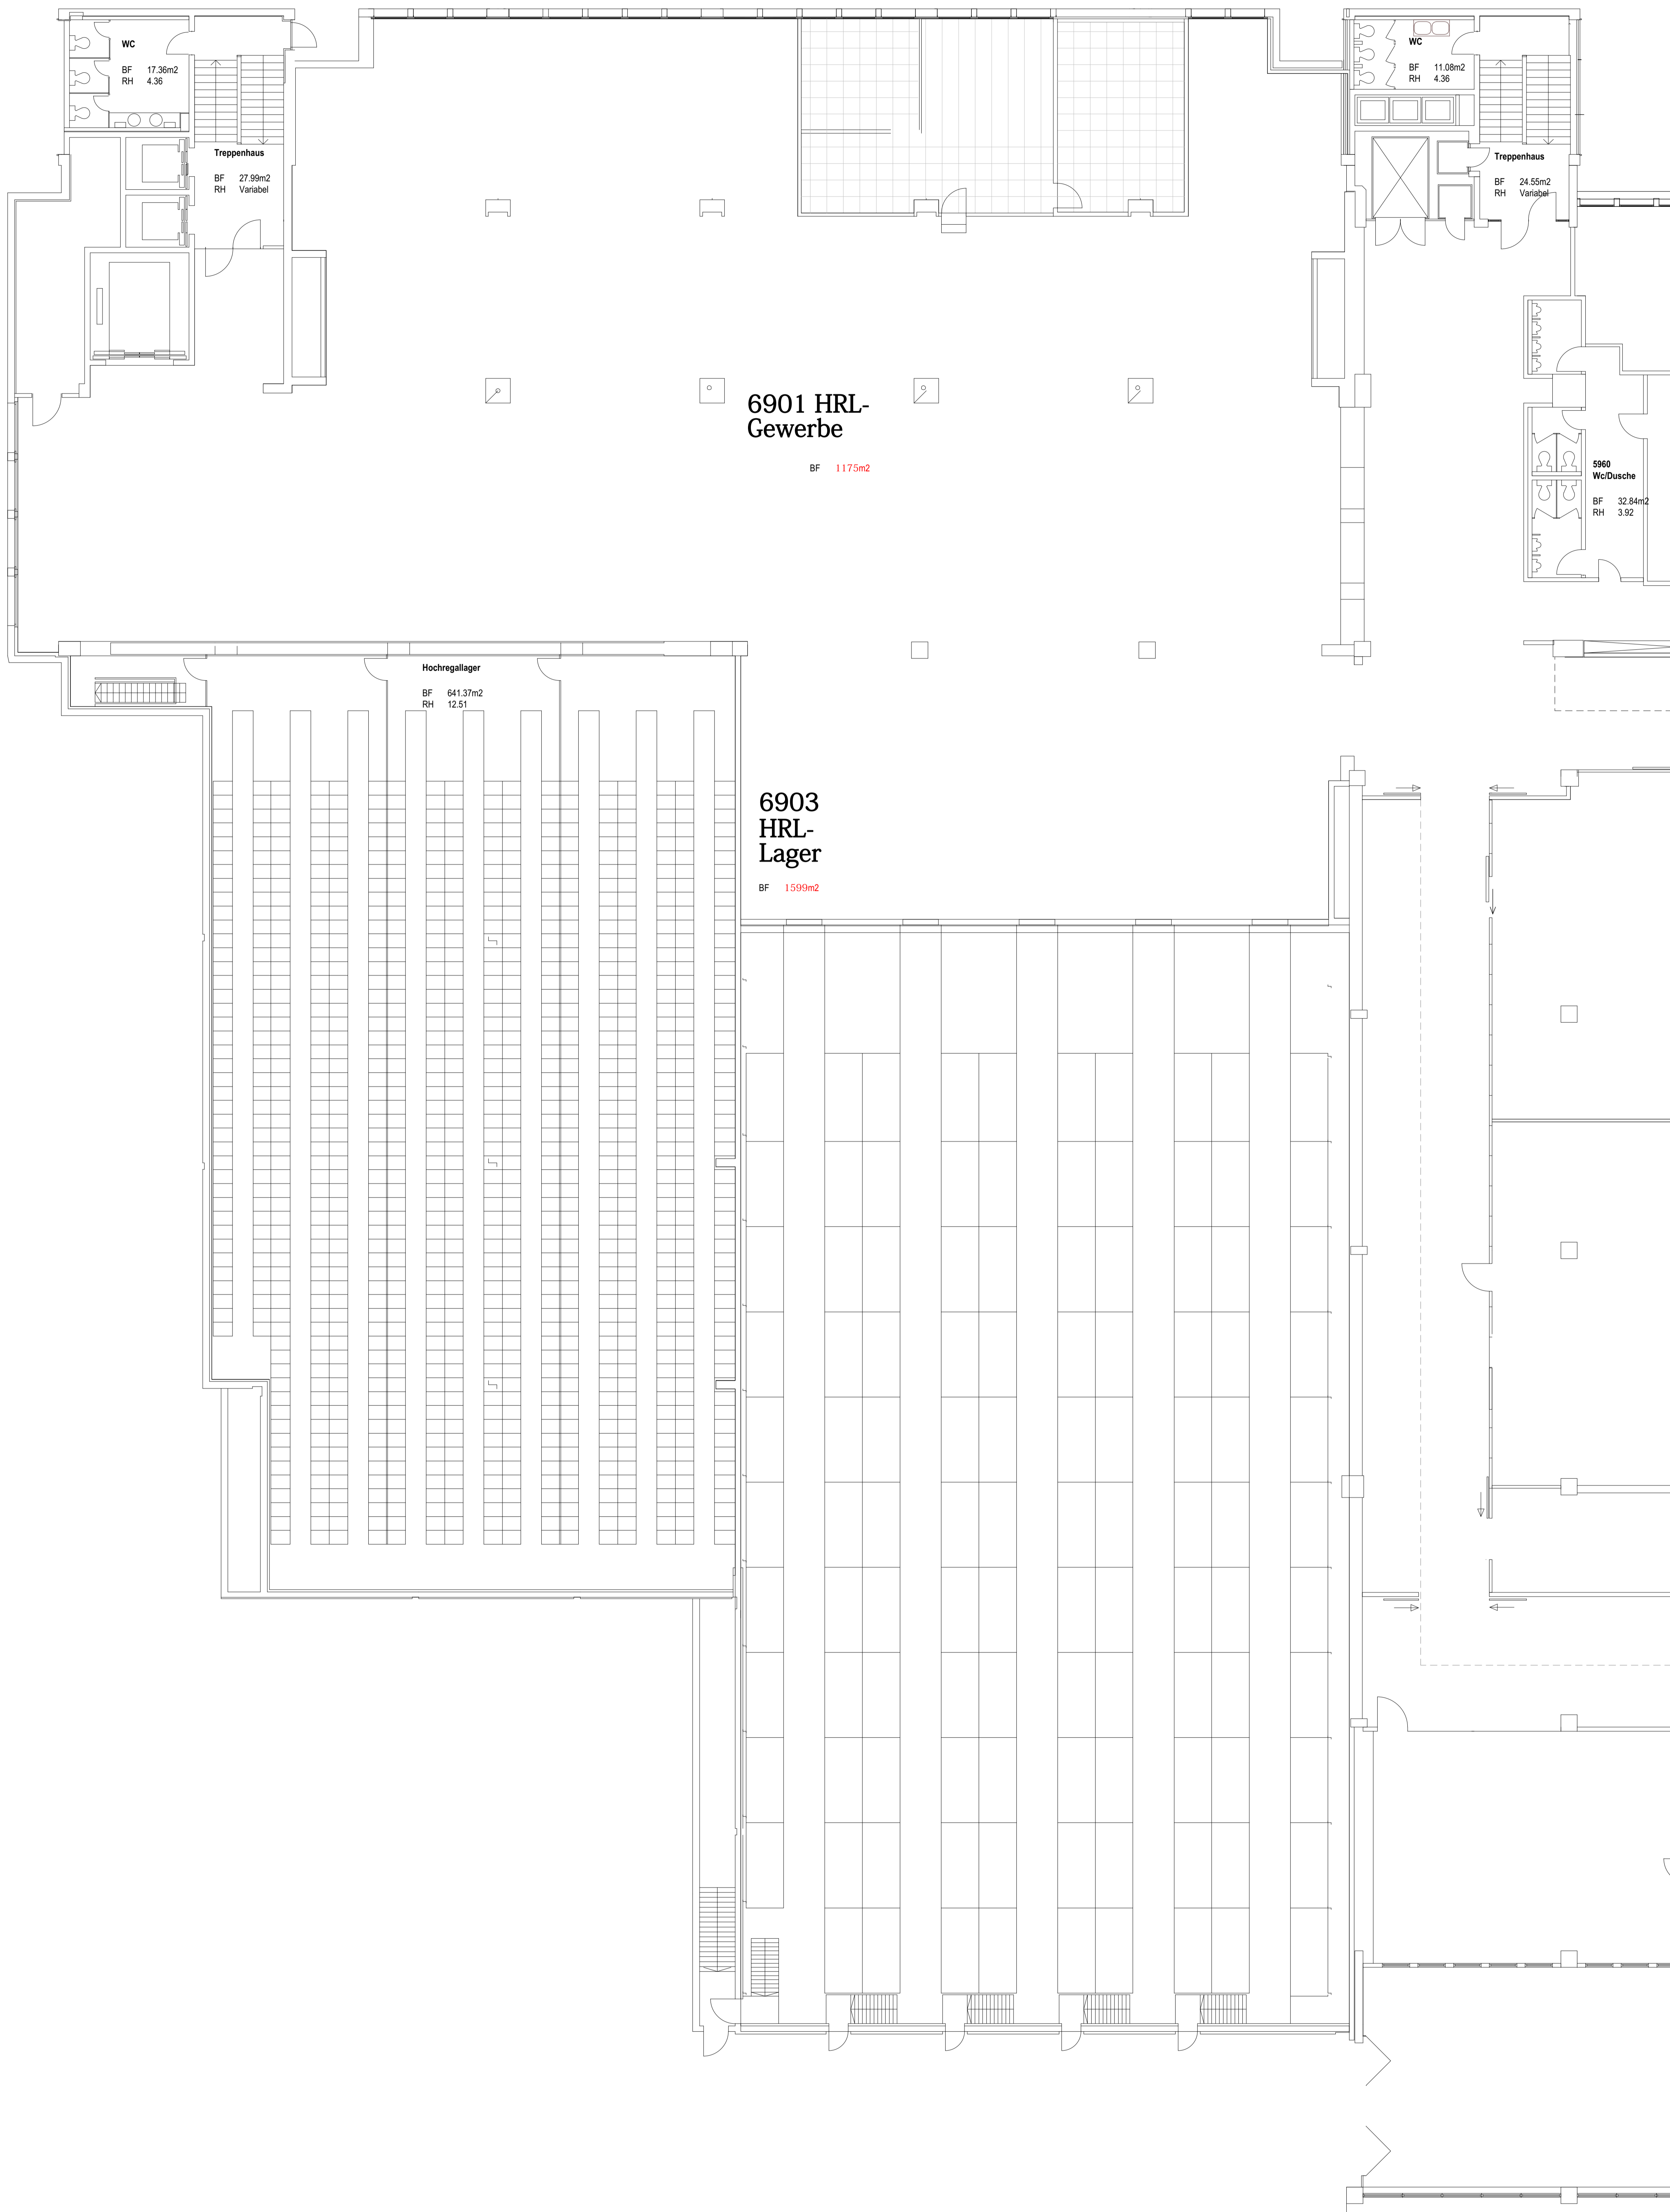 WC
BF 17.36m2
RH 4.36
WC
BF 11.08m2
RH 4.36
Treppenhaus
BF 27.99m2
RH Variabel
Treppenhaus
BF 24.55m2
RH Variabel
6901 HRL-
Gewerbe
BF 1175m2
5960
Wc/Dusche
BF 32.84m2
RH 3.92
Hochregallager
BF 641.37m2
RH 12.51
6903
HRL-
Lager
BF 1599m2